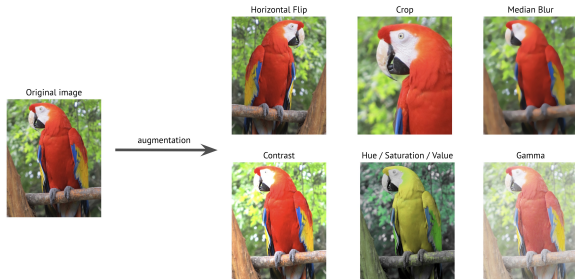 Horizontal Flip
Crop
Median Blur
Original image
augmentation
Contrast
Hue / Saturation / Value
Gamma